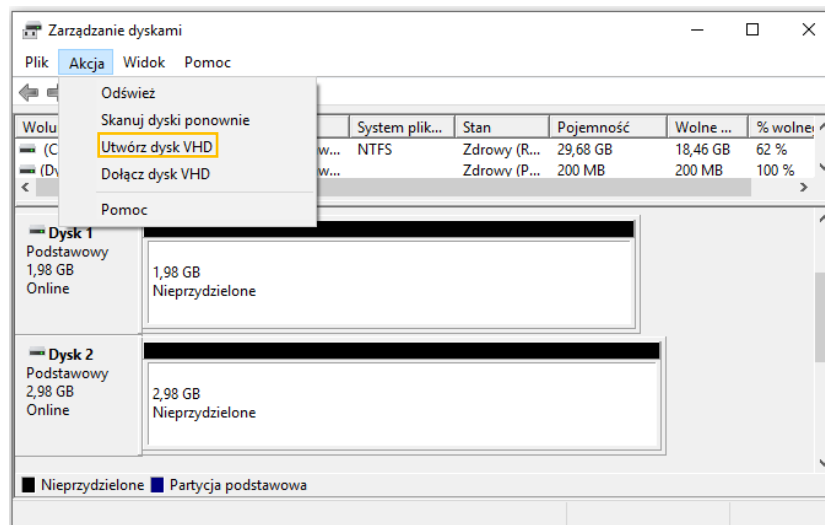 Zarządzanie dyskami
Plik Akcja Widok Pomoc
Odśwież
Skanuj dyski ponownie
Utwórz dysk VHD
Dołącz dysk VHD
Pomoc
Wolu System plik... Stan Pojemność Wolne ... % wolnej
(C w... NTFS Zdrowy (R... 29,68 GB 18,46 GB 62 %
(Dy w... Zdrowy (P... 200 MB 200 MB 100 %
Dysk 1
Podstawowy
1,98 GB
Online
1,98 GB
Nieprzydzielone
Dysk 2
Podstawowy
2,98 GB
Online
2,98 GB
Nieprzydzielone
Nieprzydzielone Partycja podstawowa